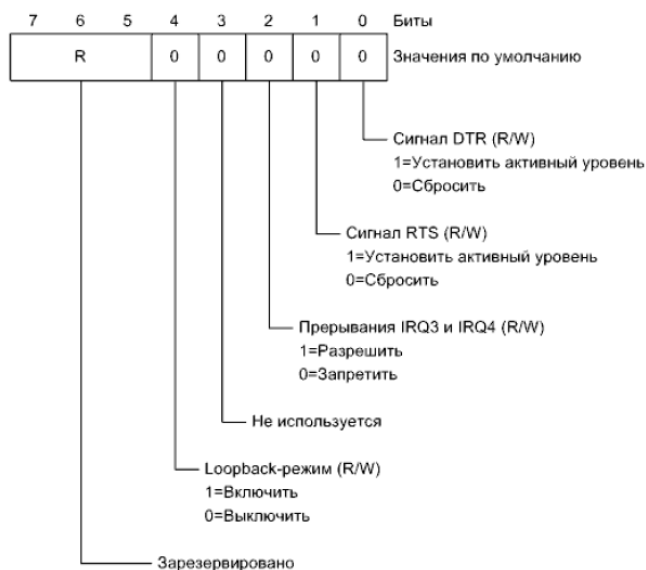 7 6 5 4 3 2 1 0 Биты
R 0 0 0 0 0 Значения по умолчанию
Сигнал DTR (R/W)
1=Установить активный уровень
0=Сбросить
Сигнал RTS (R/W)
1=Установить активный уровень
0=Сбросить
Прерывания IRQ3 и IRQ4 (R/W)
1=Разрешить
0=Запретить
Не используется
Loopback-режим (R/W)
1=Включить
0=Выключить
Зарезервировано